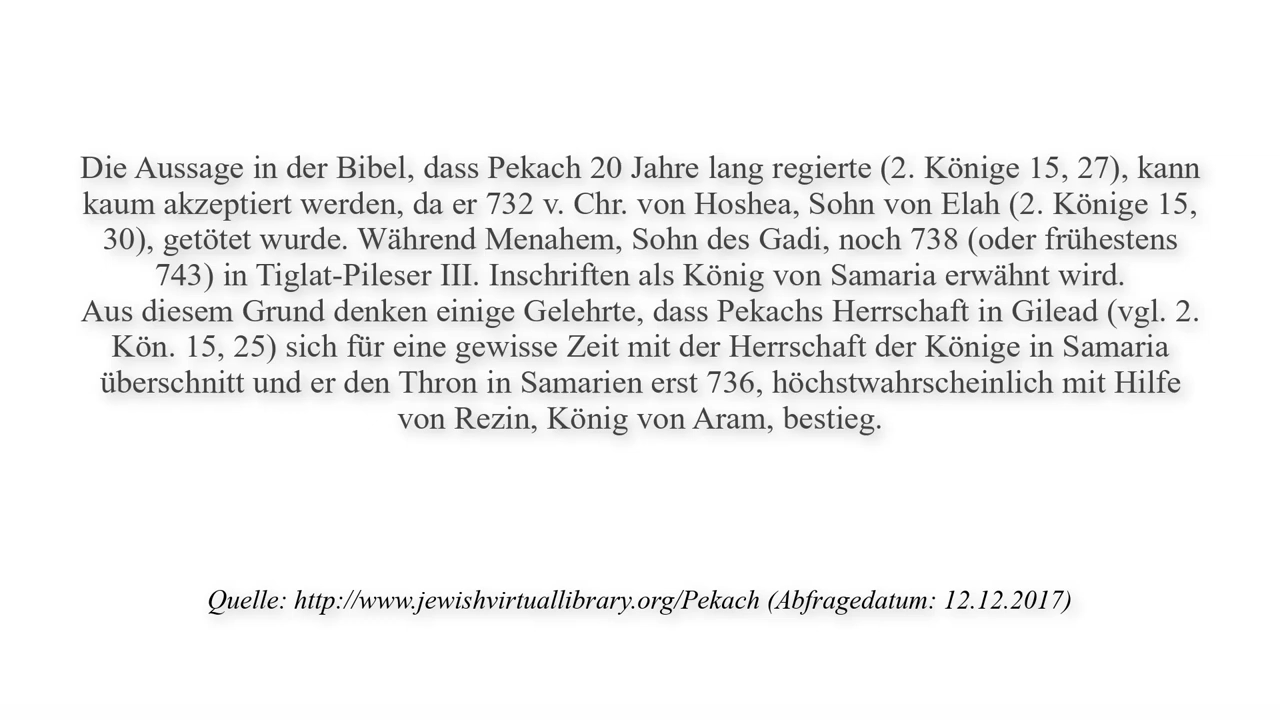 Die Aussage in der Bibel, dass Pekach 20 Jahre lang regierte (2. Könige 15, 27), kann
kaum akzeptiert werden, da er 732 v. Chr. von Hoshea, Sohn von Elah (2. Könige 15,
30), getötet wurde. Während Menahem, Sohn des Gadi, noch 738 (oder frühestens
743) in Tiglat-Pileser III. Inschriften als König von Samaria erwähnt wird.
Aus diesem Grund denken einige Gelehrte, dass Pekachs Herrschaft in Gilead (vgl. 2.
Kön. 15, 25) sich für eine gewisse Zeit mit der Herrschaft der Könige in Samaria
überschnitt und er den Thron in Samarien erst 736, höchstwahrscheinlich mit Hilfe
von Rezin, König von Aram, bestieg.
Quelle: http://www.jewishvirtuallibrary.org/Pekach (Abfragedatum: 12.12.2017)